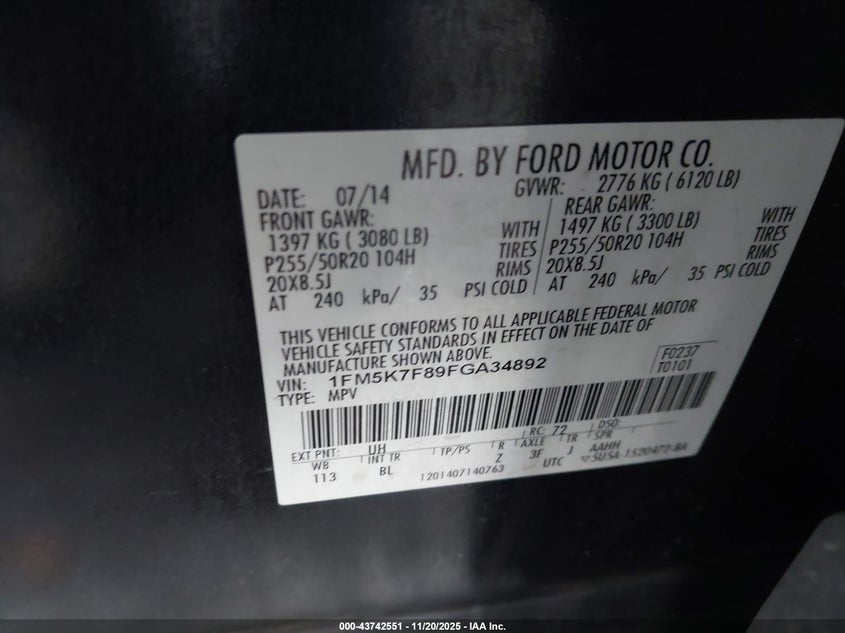 MFD. BY FORD MOTOR CO.
DATE: 07/14 GVWR: 2776 KG ( 6120 LB)
FRONT GAWR: REAR GAWR:
1397 KG ( 3080 LB) WITH 1497 KG ( 3300 LB) WITH
P255/50R20 104H TIRES P255/50R20 104H TIRES
20X8.5J RIMS 20X8.5J RIMS
AT 240 kPa/ 35 PSI COLD AT 240 kPa/ 35 PSI COLD
THIS VEHICLE CONFORMS TO ALL APPLICABLE FEDERAL MOTOR
VEHICLE SAFETY STANDARDS IN EFFECT ON THE DATE OF
MANUFACTURE SHOWN ABOVE.
VIN: 1FM5K7F89FGA34892 F0237
TYPE: MPV T0101
RC: 72 DSO:
EXT PNT: UH
WB INT TR TP/PS R AXLE TR SPR
113 BL Z 3F J AAHH
1201407140763 UTC ▽5U5A-1520472-BA
000-43742551 - 11/20/2025 - IAA Inc.